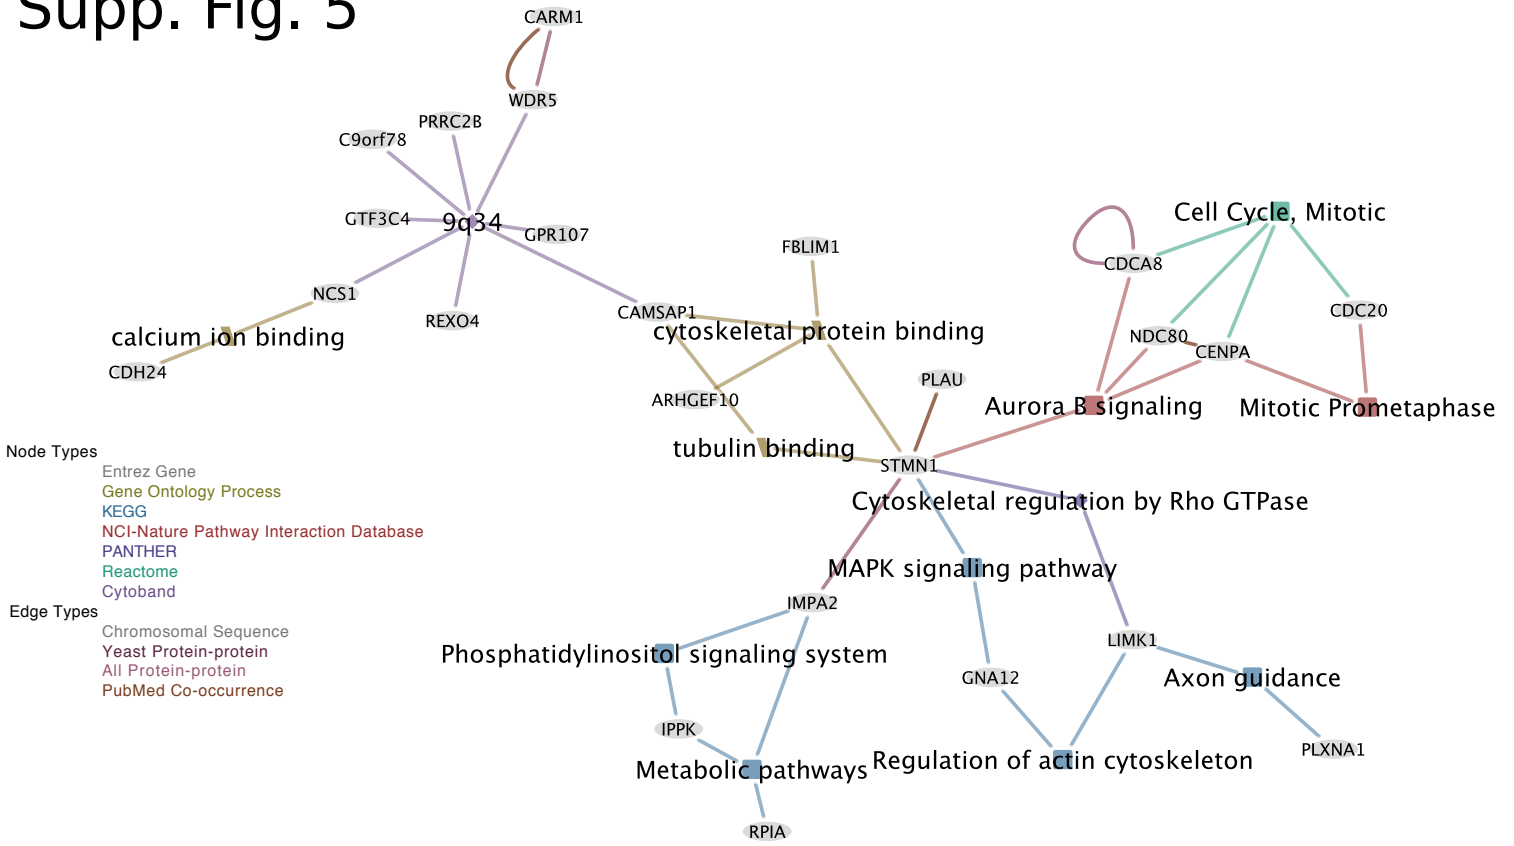 Supp. Fig. 5
CARM1
WDR5
PRRC2B
C9orf78
GTF3C4
9q34
GPR107
NCS1
REXO4
calcium ion binding
CDH24
FBLIM1
CAMSAP1
cytoskeletal protein binding
ARHGEF10
PLAU
tubulin binding
STMN1
Cell Cycle, Mitotic
CDCA8
CDC20
NDC80
CENPA
Aurora B signaling
Mitotic Prometaphase
Cytoskeletal regulation by Rho GTPase
MAPK signaling pathway
IMPA2
Phosphatidylinositol signaling system
LIMK1
GNA12
Axon guidance
IPPK
PLXNA1
Metabolic pathways
Regulation of actin cytoskeleton
RPIA
Node Types
Entrez Gene
Gene Ontology Process
KEGG
NCI-Nature Pathway Interaction Database
PANTHER
Reactome
Cytoband
Edge Types
Chromosomal Sequence
Yeast Protein-protein
All Protein-protein
PubMed Co-occurrence